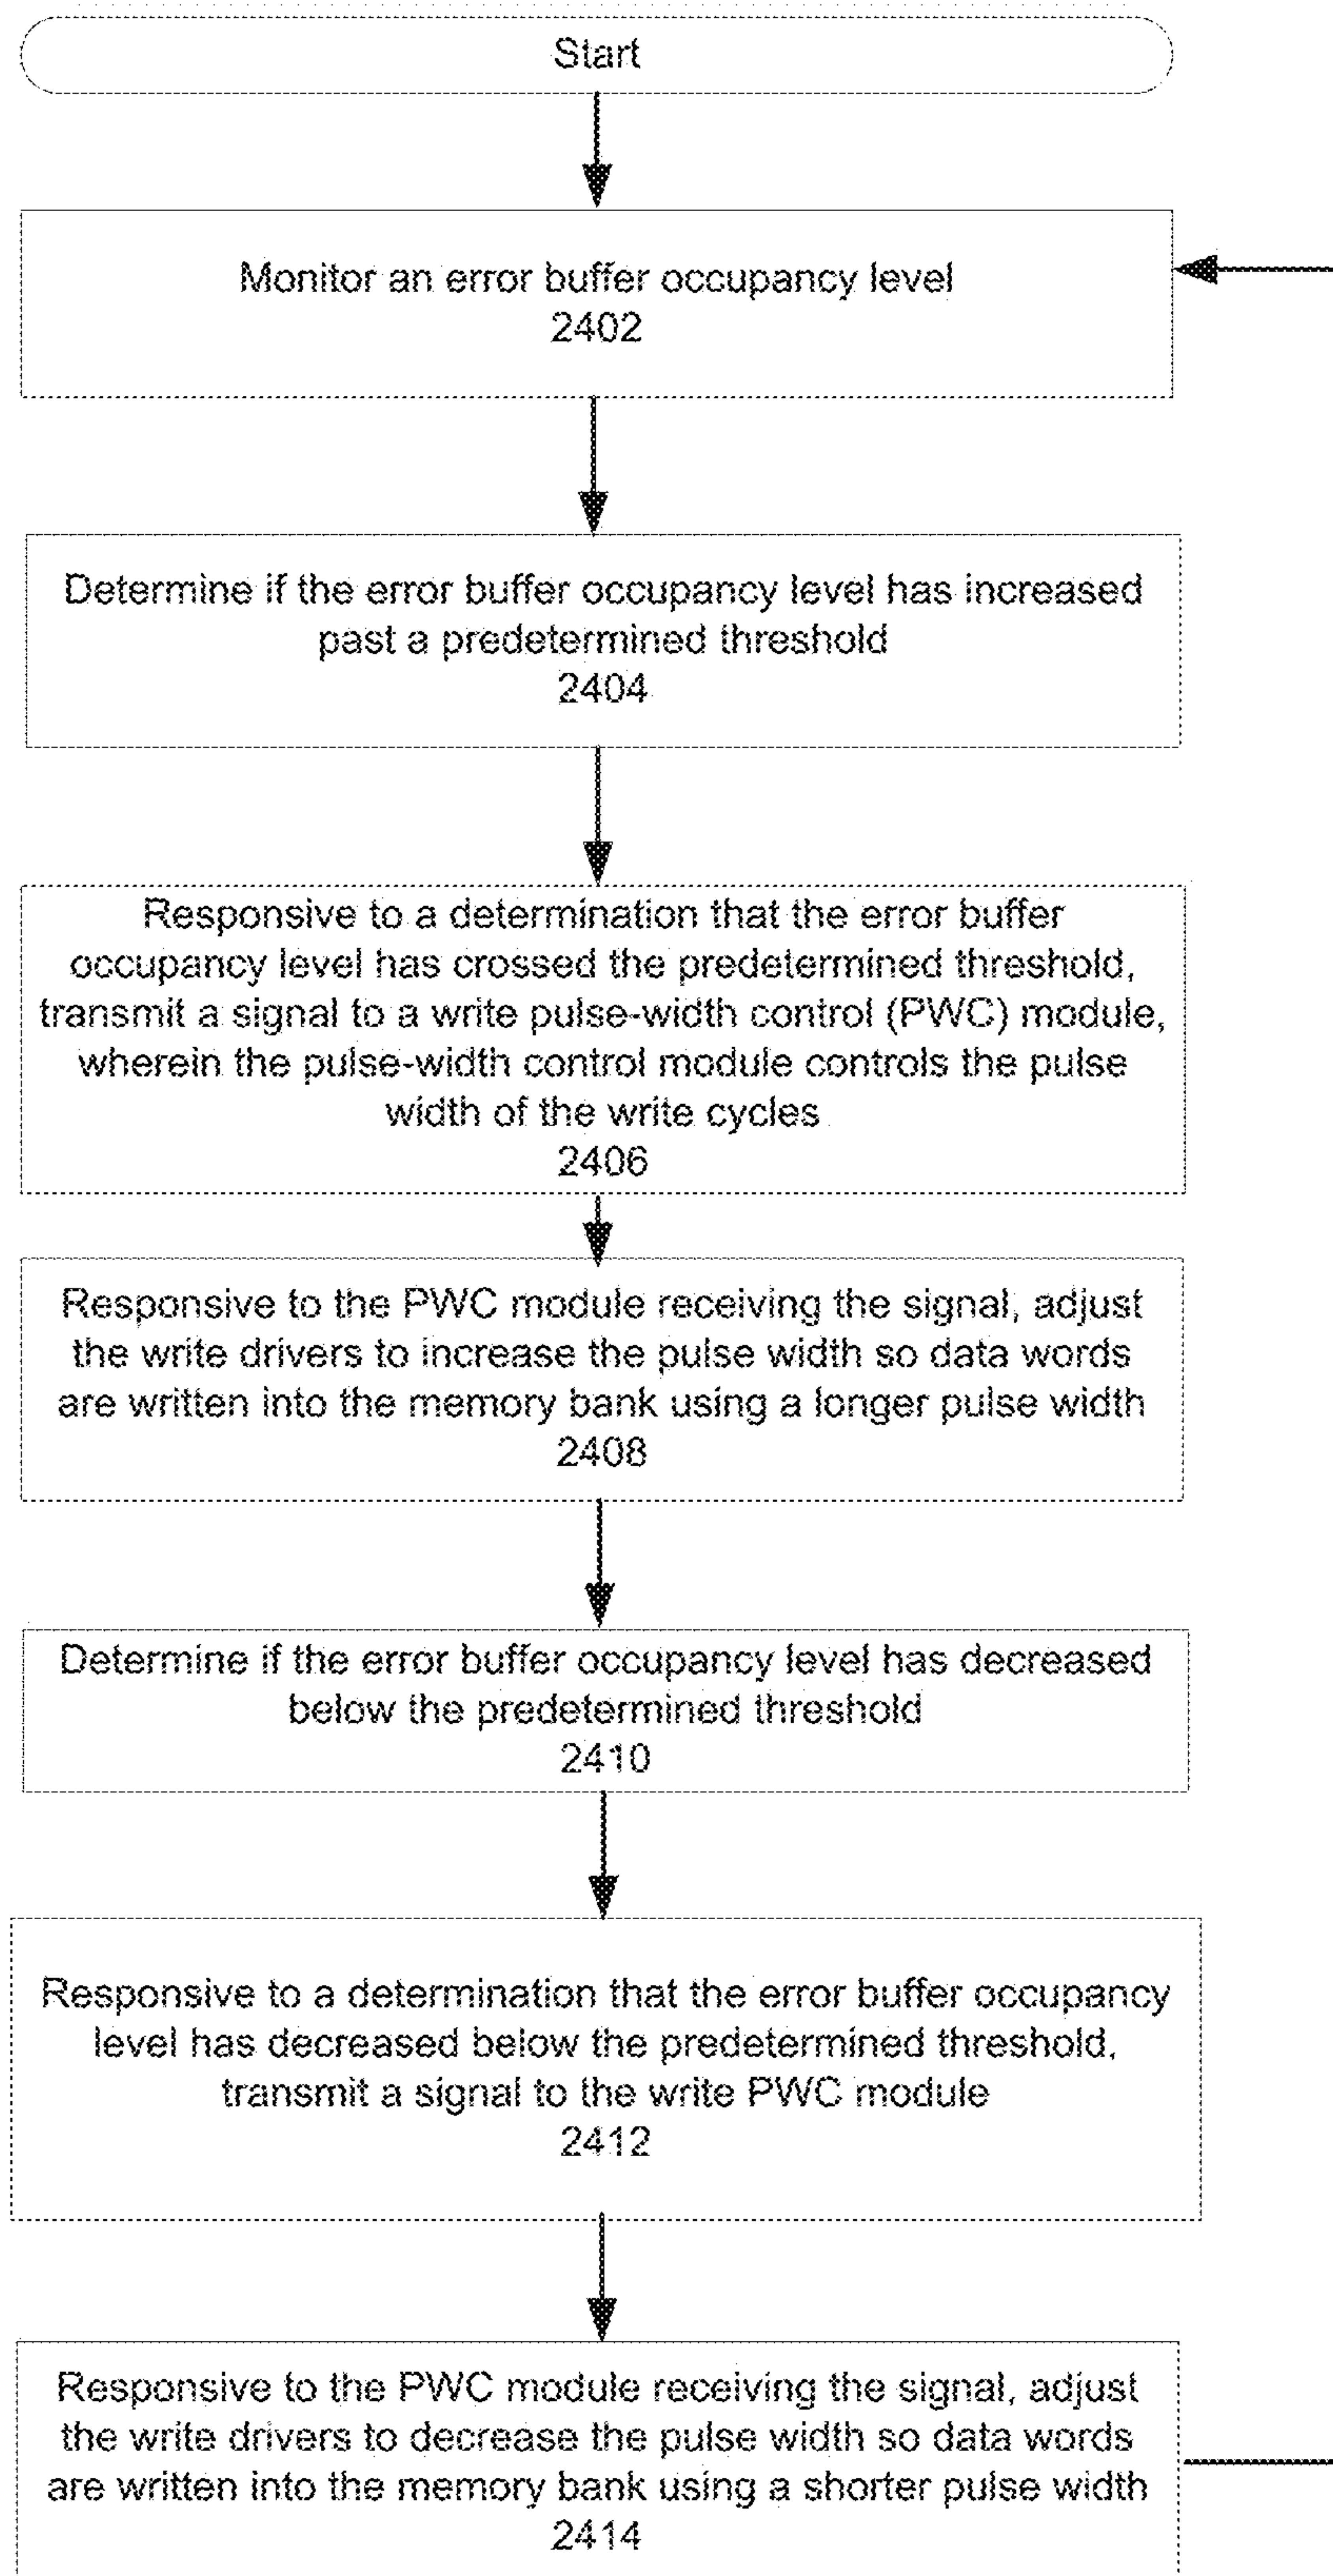 Start
Monitor an error buffer occupancy level
2402
Determine if the error buffer occupancy level has increased
past a predetermined threshold
2404
Responsive to a determination that the error buffer
occupancy level has crossed the predetermined threshold,
transmit a signal to a write pulse-width control (PWC) module,
wherein the pulse-width control module controls the pulse
width of the write cycles
2406
Responsive to the PWC module receiving the signal, adjust
the write drivers to increase the pulse width so data words
are written into the memory bank using a longer pulse width
2408
Determine if the error buffer occupancy level has decreased
below the predetermined threshold
2410
Responsive to a determination that the error buffer occupancy
level has decreased below the predetermined threshold,
transmit a signal to the write PWC module
2412
Responsive to the PWC module receiving the signal, adjust
the write drivers to decrease the pulse width so data words
are written into the memory bank using a shorter pulse width
2414